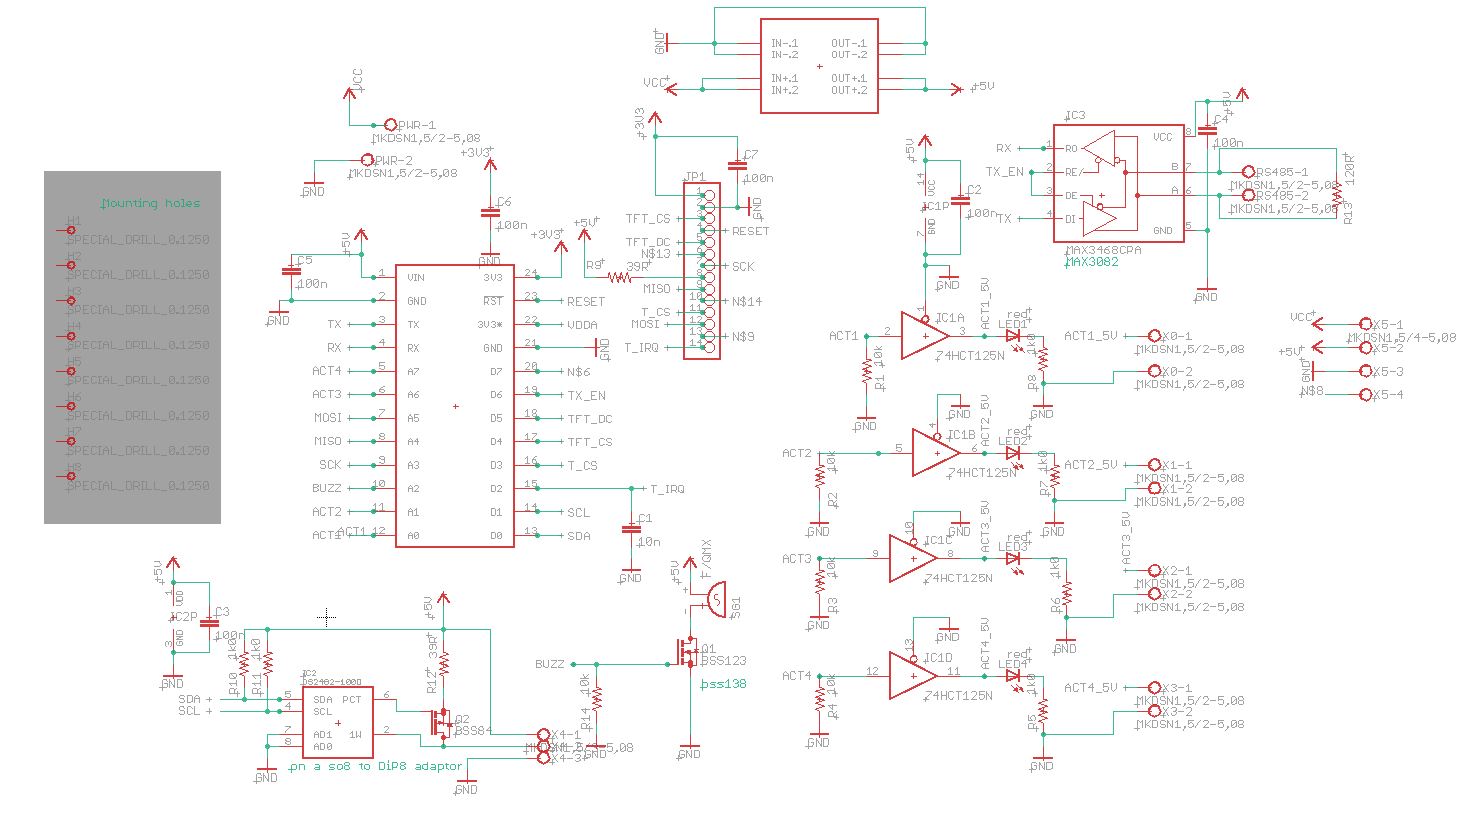 GND
VCC
IN-.1
IN-.2
IN+.1
IN+.2
OUT-.1
OUT-.2
OUT+.1
OUT+.2
+5V
VCC
PWR-1
MKDSN1,5/2-5,08
PWR-2
MKDSN1,5/2-5,08
GND
Mounting holes
H1
SPECIAL_DRILL_0.1250
H2
SPECIAL_DRILL_0.1250
H3
SPECIAL_DRILL_0.1250
H4
SPECIAL_DRILL_0.1250
H5
SPECIAL_DRILL_0.1250
H6
SPECIAL_DRILL_0.1250
H7
SPECIAL_DRILL_0.1250
H8
SPECIAL_DRILL_0.1250
+3V3
C6
100n
GND
+5V
C5
100n
GND
+3V3
+5V
R9
39R
1 VIN 3V3 24
2 GND RST 23 RESET
TX 3 TX 3V3* 22 VDDA
RX 4 RX GND 21 GND
ACT4 5 A7 D7 20 N$6
ACT3 6 A6 D6 19 TX_EN
MOSI 7 A5 D5 18 TFT_DC
MISO 8 A4 D4 17 TFT_CS
SCK 9 A3 D3 16 T_CS
BUZZ 10 A2 D2 15 T_IRQ
ACT2 11 A1 D1 14 SCL
ACT1 ACT1 12 A0 D0 13 SDA
C1
10n
GND
+3V3
C7
100n
JP1
1
2 GND
TFT_CS 3
4 RESET
TFT_DC 5
N$13 6
7 SCK
8
MISO 9
10 N$14
T_CS 11
MOSI 12
13 N$9
T_IRQ 14
+5V
14 VCC
IC1P
7 GND
C2
100n
GND
IC3
+5V
C4
100n
RX 1 RO VCC 8
TX_EN 2 RE/ B 7
3 DE A 6
TX 4 DI GND 5
MAX3468CPA
MAX3082
GND
RS485-1
MKDSN1,5/2-5,08
RS485-2
MKDSN1,5/2-5,08
120R
R13
ACT1 2 1 3
IC1A
74HCT125N
R1 10k
GND
ACT1_5V
red
LED1
R8 1k0
GND
ACT1_5V X0-1
MKDSN1,5/2-5,08
X0-2
MKDSN1,5/2-5,08
VCC X5-1
MKDSN1,5/4-5,08
+5V X5-2
GND X5-3
N$8 X5-4
ACT2 5 4 6
IC1B
74HCT125N
GND
R2 10k
GND
ACT2_5V
red
LED2
R7 1k0
GND
ACT2_5V X1-1
MKDSN1,5/2-5,08
X1-2
MKDSN1,5/2-5,08
ACT3 9 10 8
IC1C
74HCT125N
GND
R3 10k
GND
ACT3_5V
red
LED3
R6 1k0
GND
ACT3_5V X2-1
MKDSN1,5/2-5,08
X2-2
MKDSN1,5/2-5,08
ACT4 12 13 11
IC1D
74HCT125N
GND
R4 10k
GND
ACT4_5V
red
LED4
R5 1k0
GND
ACT4_5V X3-1
MKDSN1,5/2-5,08
X3-2
MKDSN1,5/2-5,08
+5V
1 VDD
IC2P
3 GND
C3
100n
GND
R10 1k0
R11 1k0
SDA
SCL
IC2
DS2482-100D
5 SDA PCT 6
4 SCL
7 AD1 1W 2
8 AD0
GND
on a so8 to DiP8 adaptor
+5V
R12 39R
Q2
BSS84
X4-1
X4-2
MKDSN1,5/3-5,08
X4-3
GND
+5V
F/QMX
SG1
BUZZ
R14 10k
GND
Q1
BSS123
bss138
GND